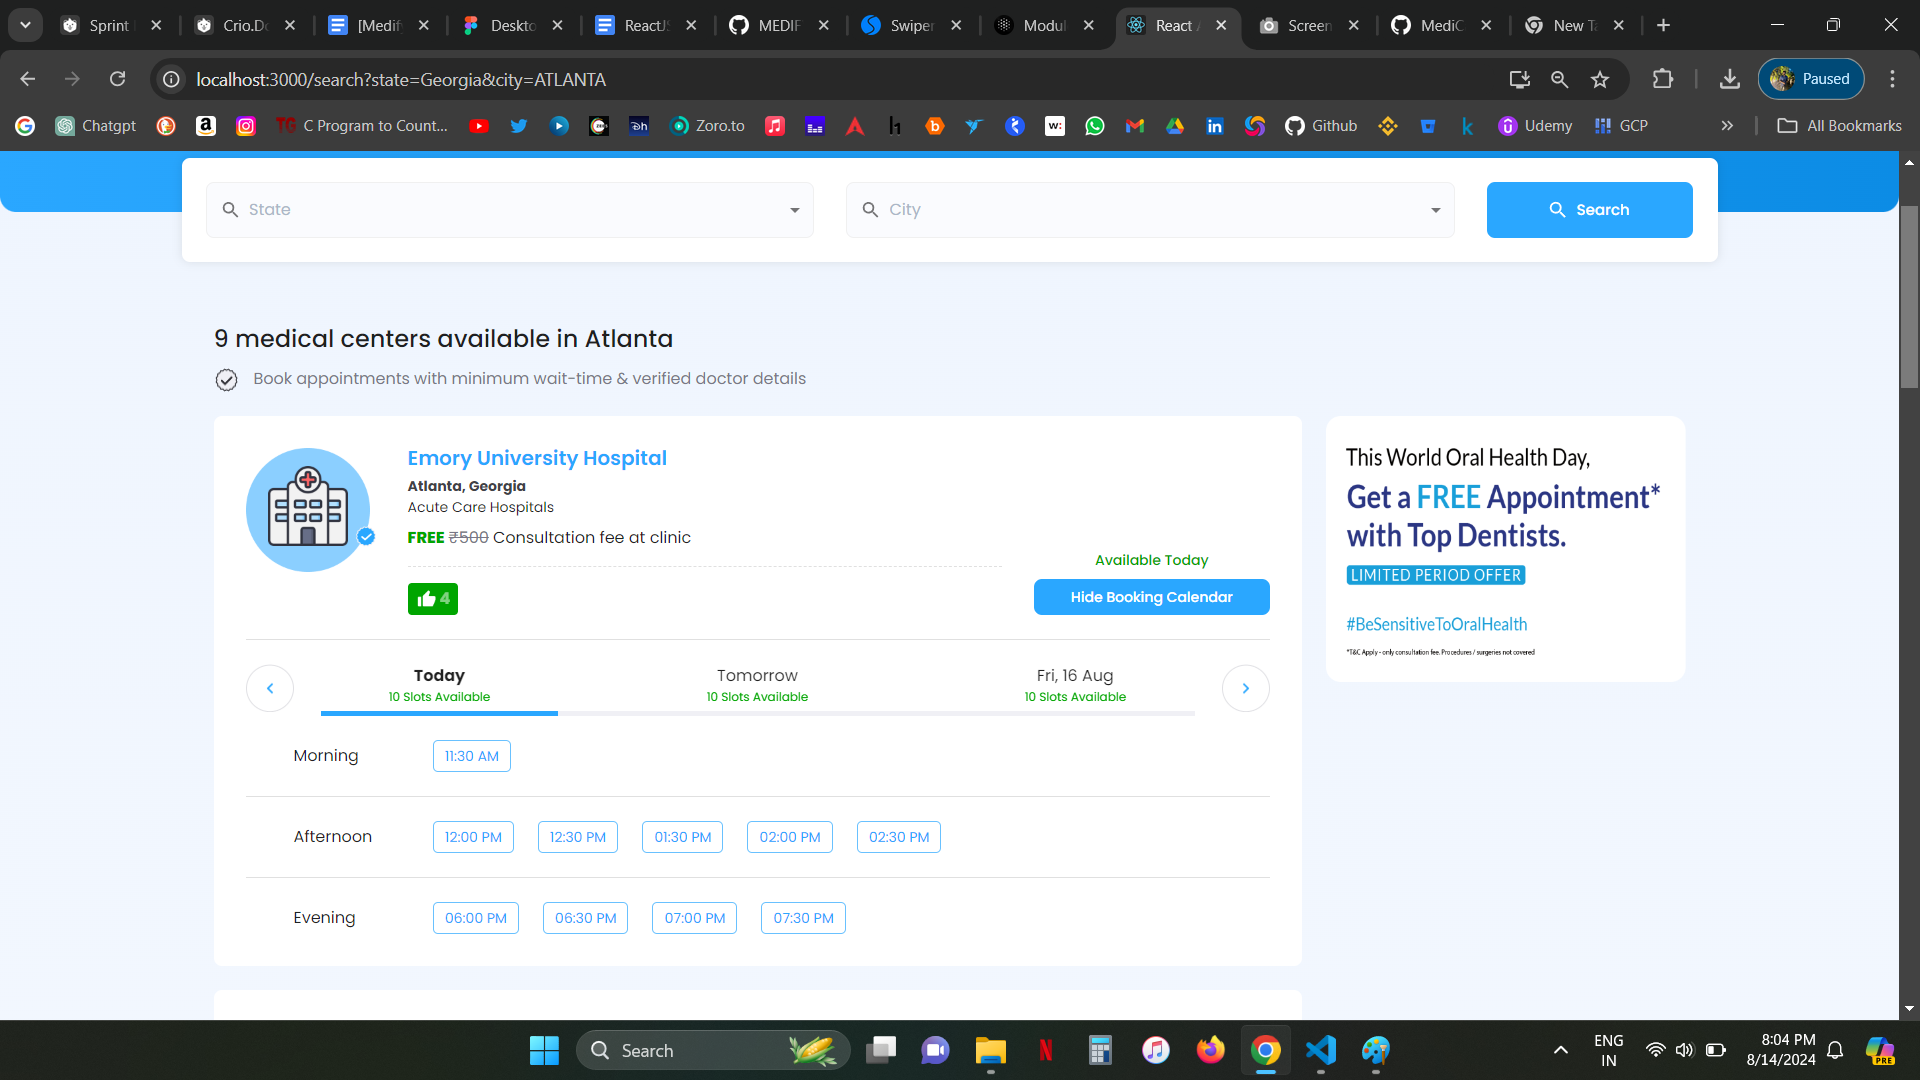 Sprint
Crio.Do
[Medify
Deskto
ReactJS
MEDIF
Swiper
Modul
React A
Screen
MediC
New Ta
localhost:3000/search?state=Georgia&city=ATLANTA
Paused
Chatgpt
TG C Program to Count...
Zoro.to
Github
Udemy
GCP
All Bookmarks
State
City
Search
9 medical centers available in Atlanta
Book appointments with minimum wait-time & verified doctor details
Emory University Hospital
Atlanta, Georgia
Acute Care Hospitals
FREE ₹500 Consultation fee at clinic
4
Available Today
Hide Booking Calendar
Today
10 Slots Available
Tomorrow
10 Slots Available
Fri, 16 Aug
10 Slots Available
Morning
11:30 AM
Afternoon
12:00 PM
12:30 PM
01:30 PM
02:00 PM
02:30 PM
Evening
06:00 PM
06:30 PM
07:00 PM
07:30 PM
This World Oral Health Day,
Get a FREE Appointment*
with Top Dentists.
LIMITED PERIOD OFFER
#BeSensitiveToOralHealth
*T&C Apply - only consultation fee. Procedures / surgeries not covered
Search
ENG
IN
8:04 PM
8/14/2024
PRE